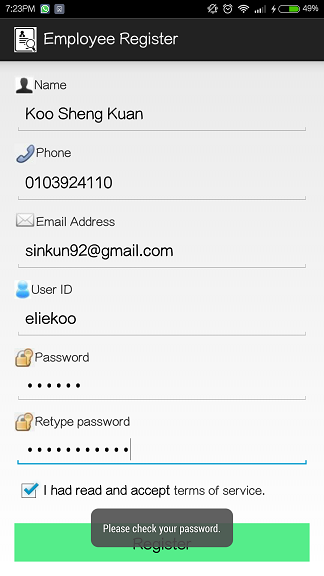 7:23PM 49%
Employee Register
Name
Koo Sheng Kuan
Phone
0103924110
Email Address
sinkun92@gmail.com
User ID
eliekoo
Password
••••••
Retype password
•••••••••••
I had read and accept terms of service.
Please check your password.
Register